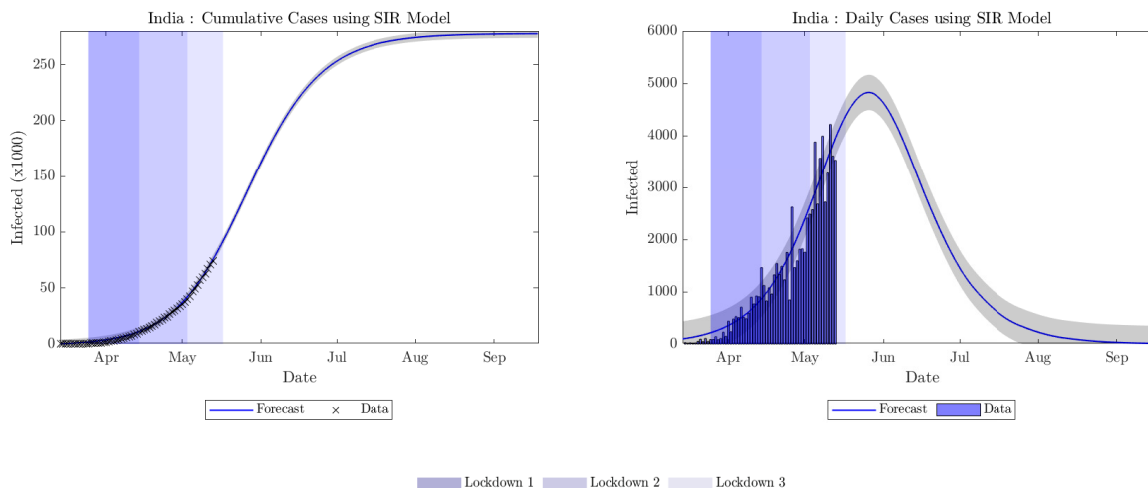 India : Cumulative Cases using SIR Model
Infected (x1000)
250
200
150
100
50
0
Apr May Jun Jul Aug Sep
Date
Forecast Data
India : Daily Cases using SIR Model
Infected
6000
5000
4000
3000
2000
1000
0
Apr May Jun Jul Aug Sep
Date
Forecast Data
Lockdown 1 Lockdown 2 Lockdown 3